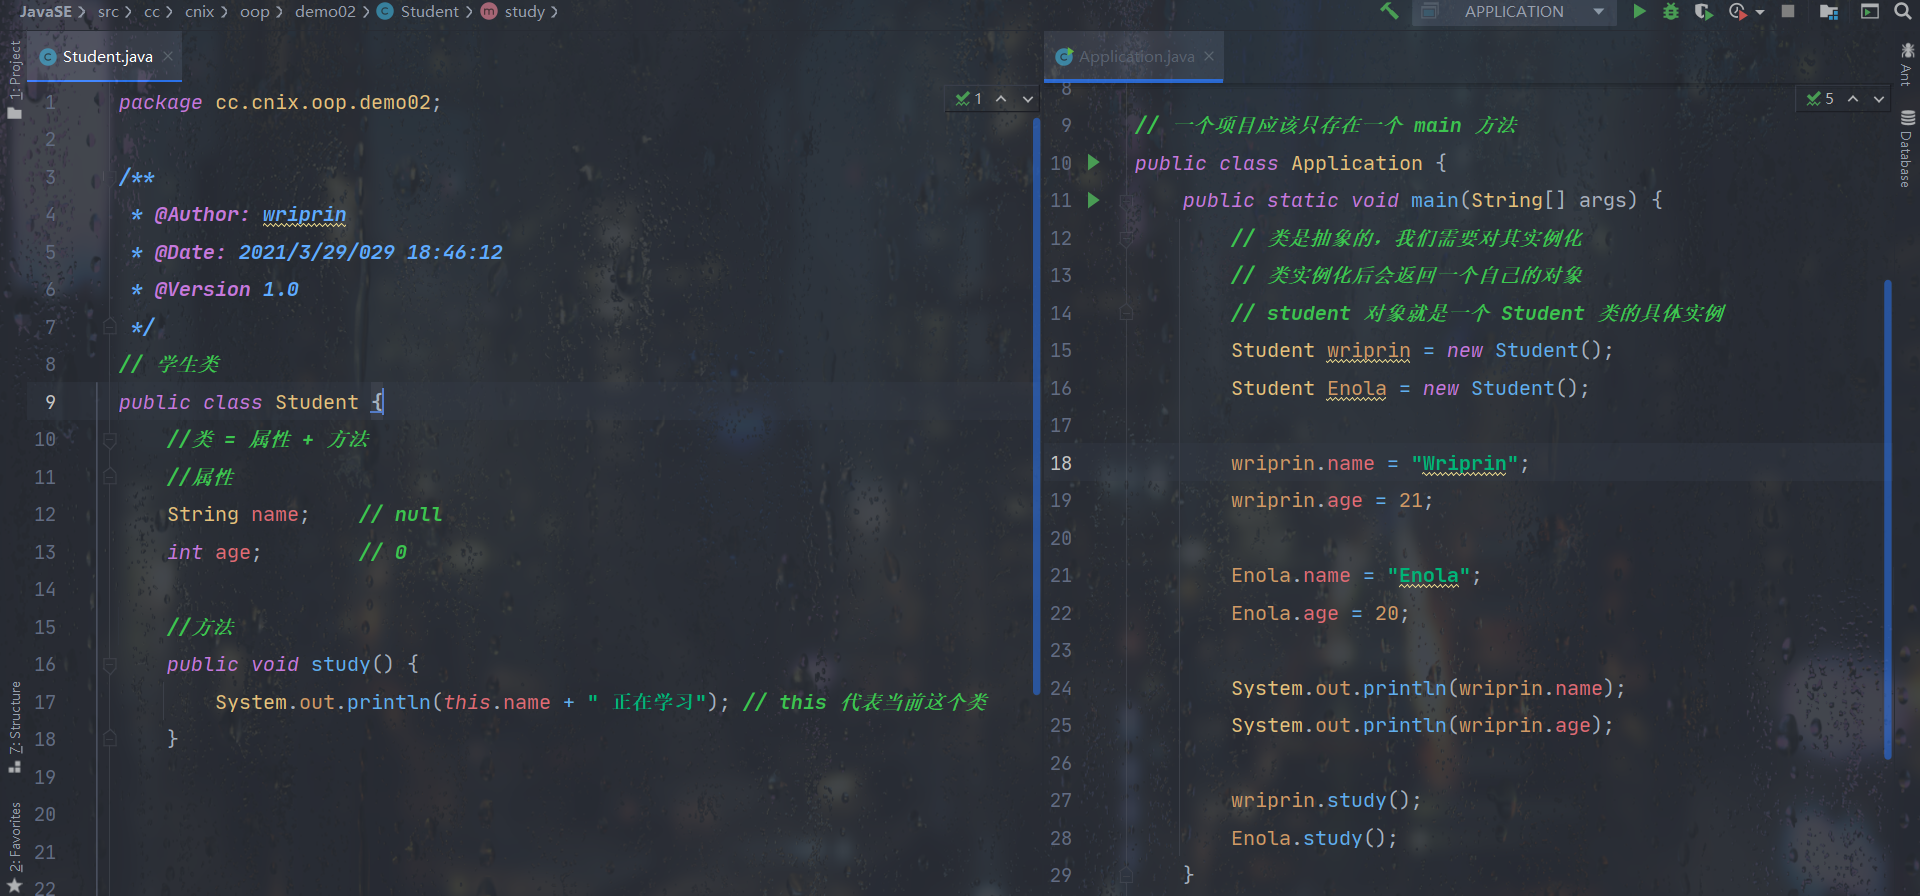 JavaSE src cc cnix oop demo02 Student study
APPLICATION
1: Project
7: Structure
2: Favorites
Student.java
1
1 package cc.cnix.oop.demo02;
2
3 /**
4 * @Author: wriprin
5 * @Date: 2021/3/29/029 18:46:12
6 * @Version 1.0
7 */
8 // 学生类
9 public class Student {
10 //类 = 属性 + 方法
11 //属性
12 String name; // null
13 int age; // 0
14
15 //方法
16 public void study() {
17 System.out.println(this.name + " 正在学习"); // this 代表当前这个类
18 }
19
20
21
22
Application.java
5
8
9 // 一个项目应该只存在一个 main 方法
10 public class Application {
11 public static void main(String[] args) {
12 // 类是抽象的，我们需要对其实例化
13 // 类实例化后会返回一个自己的对象
14 // student 对象就是一个 Student 类的具体实例
15 Student wriprin = new Student();
16 Student Enola = new Student();
17
18 wriprin.name = "Wriprin";
19 wriprin.age = 21;
20
21 Enola.name = "Enola";
22 Enola.age = 20;
23
24 System.out.println(wriprin.name);
25 System.out.println(wriprin.age);
26
27 wriprin.study();
28 Enola.study();
29 }
Ant
Database